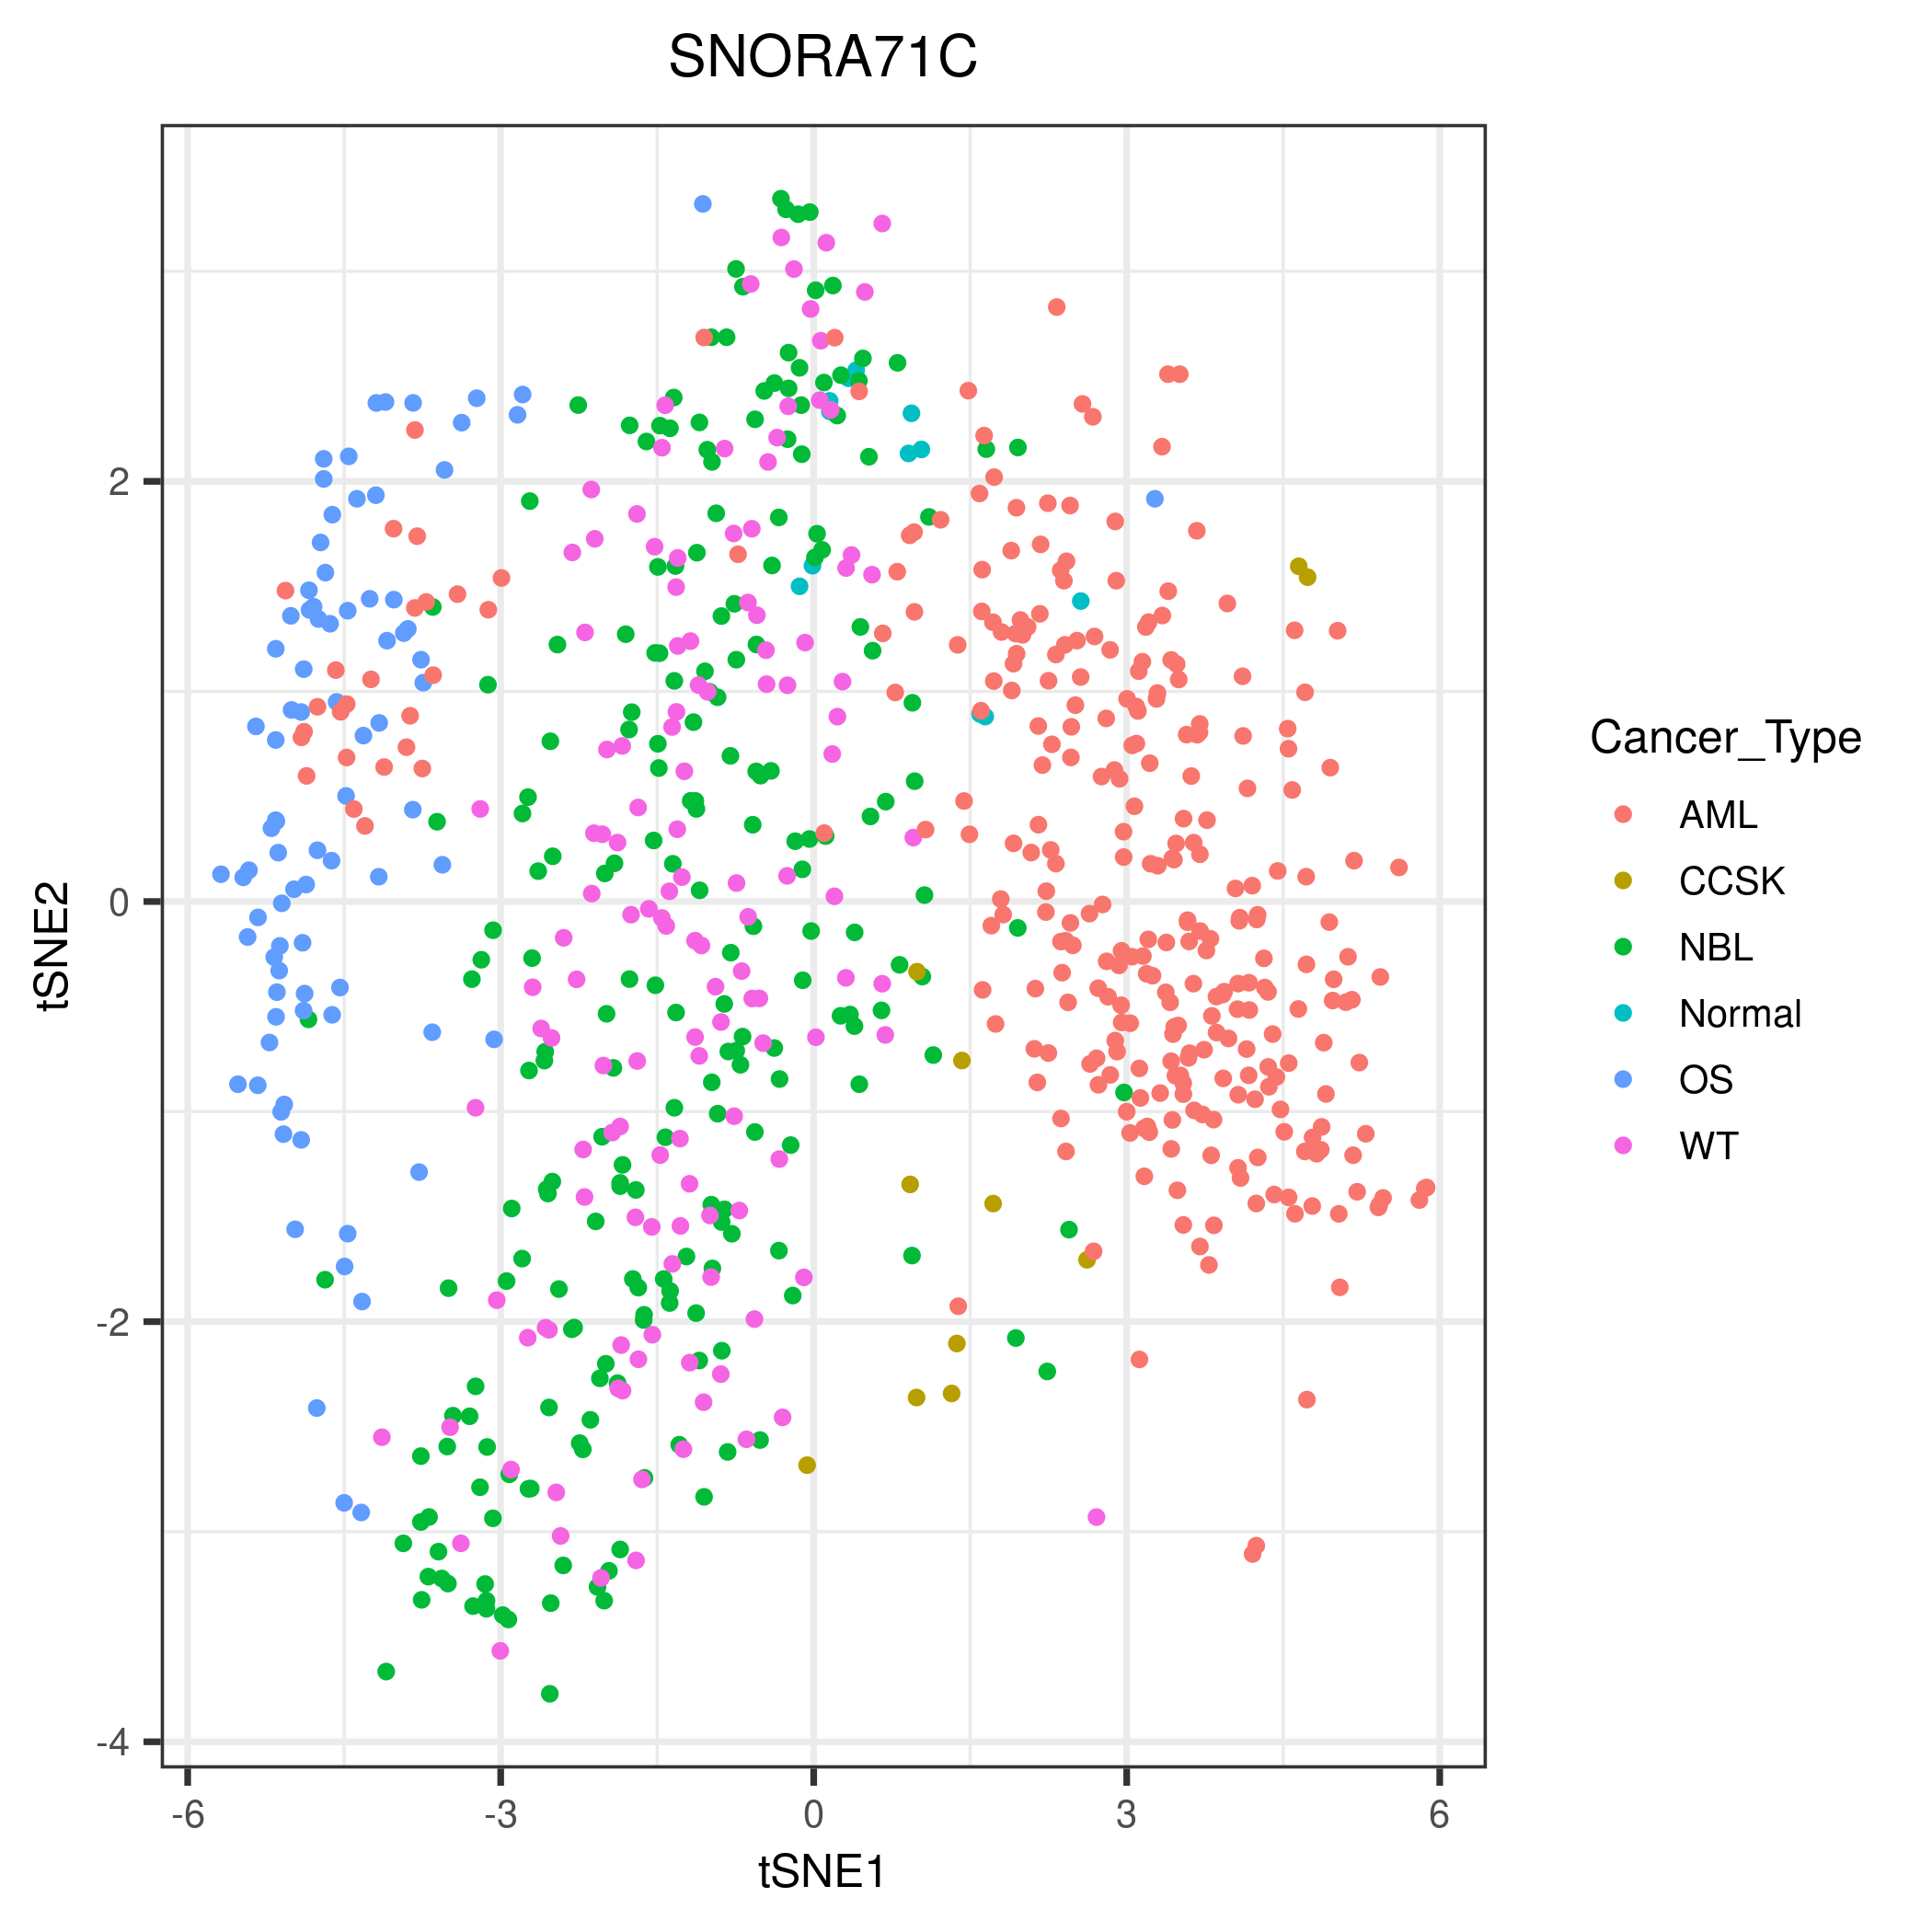 SNORA71C
2
0
-2
-4
tSNE2
-6
-3
0
3
6
tSNE1
Cancer_Type
AML
CCSK
NBL
Normal
OS
WT